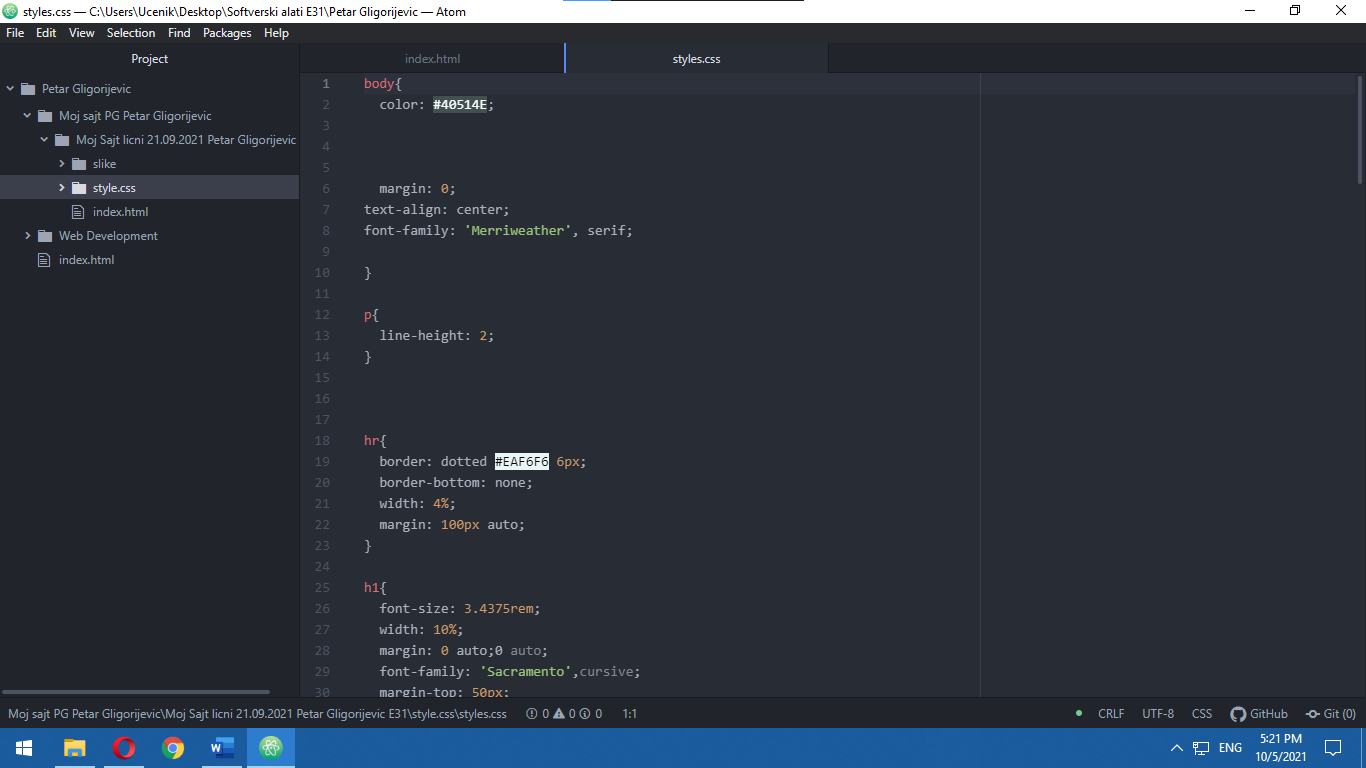 styles.css — C:\Users\Ucenik\Desktop\Softverski alati E31\Petar Gligorijevic — Atom
File Edit View Selection Find Packages Help
Project
Petar Gligorijevic
Moj sajt PG Petar Gligorijevic
Moj Sajt licni 21.09.2021 Petar Gligorijevic
slike
style.css
index.html
Web Development
index.html
index.html styles.css
1 body{
2 color: #40514E;
3
4
5
6 margin: 0;
7 text-align: center;
8 font-family: 'Merriweather', serif;
9
10 }
11
12 p{
13 line-height: 2;
14 }
15
16
17
18 hr{
19 border: dotted #EAF6F6 6px;
20 border-bottom: none;
21 width: 4%;
22 margin: 100px auto;
23 }
24
25 h1{
26 font-size: 3.4375rem;
27 width: 10%;
28 margin: 0 auto;0 auto;
29 font-family: 'Sacramento',cursive;
30 margin-top: 50px;
Moj sajt PG Petar Gligorijevic\Moj Sajt licni 21.09.2021 Petar Gligorijevic E31\style.css\styles.css 0 0 0 1:1 CRLF UTF-8 CSS GitHub Git (0)
ENG
5:21 PM
10/5/2021